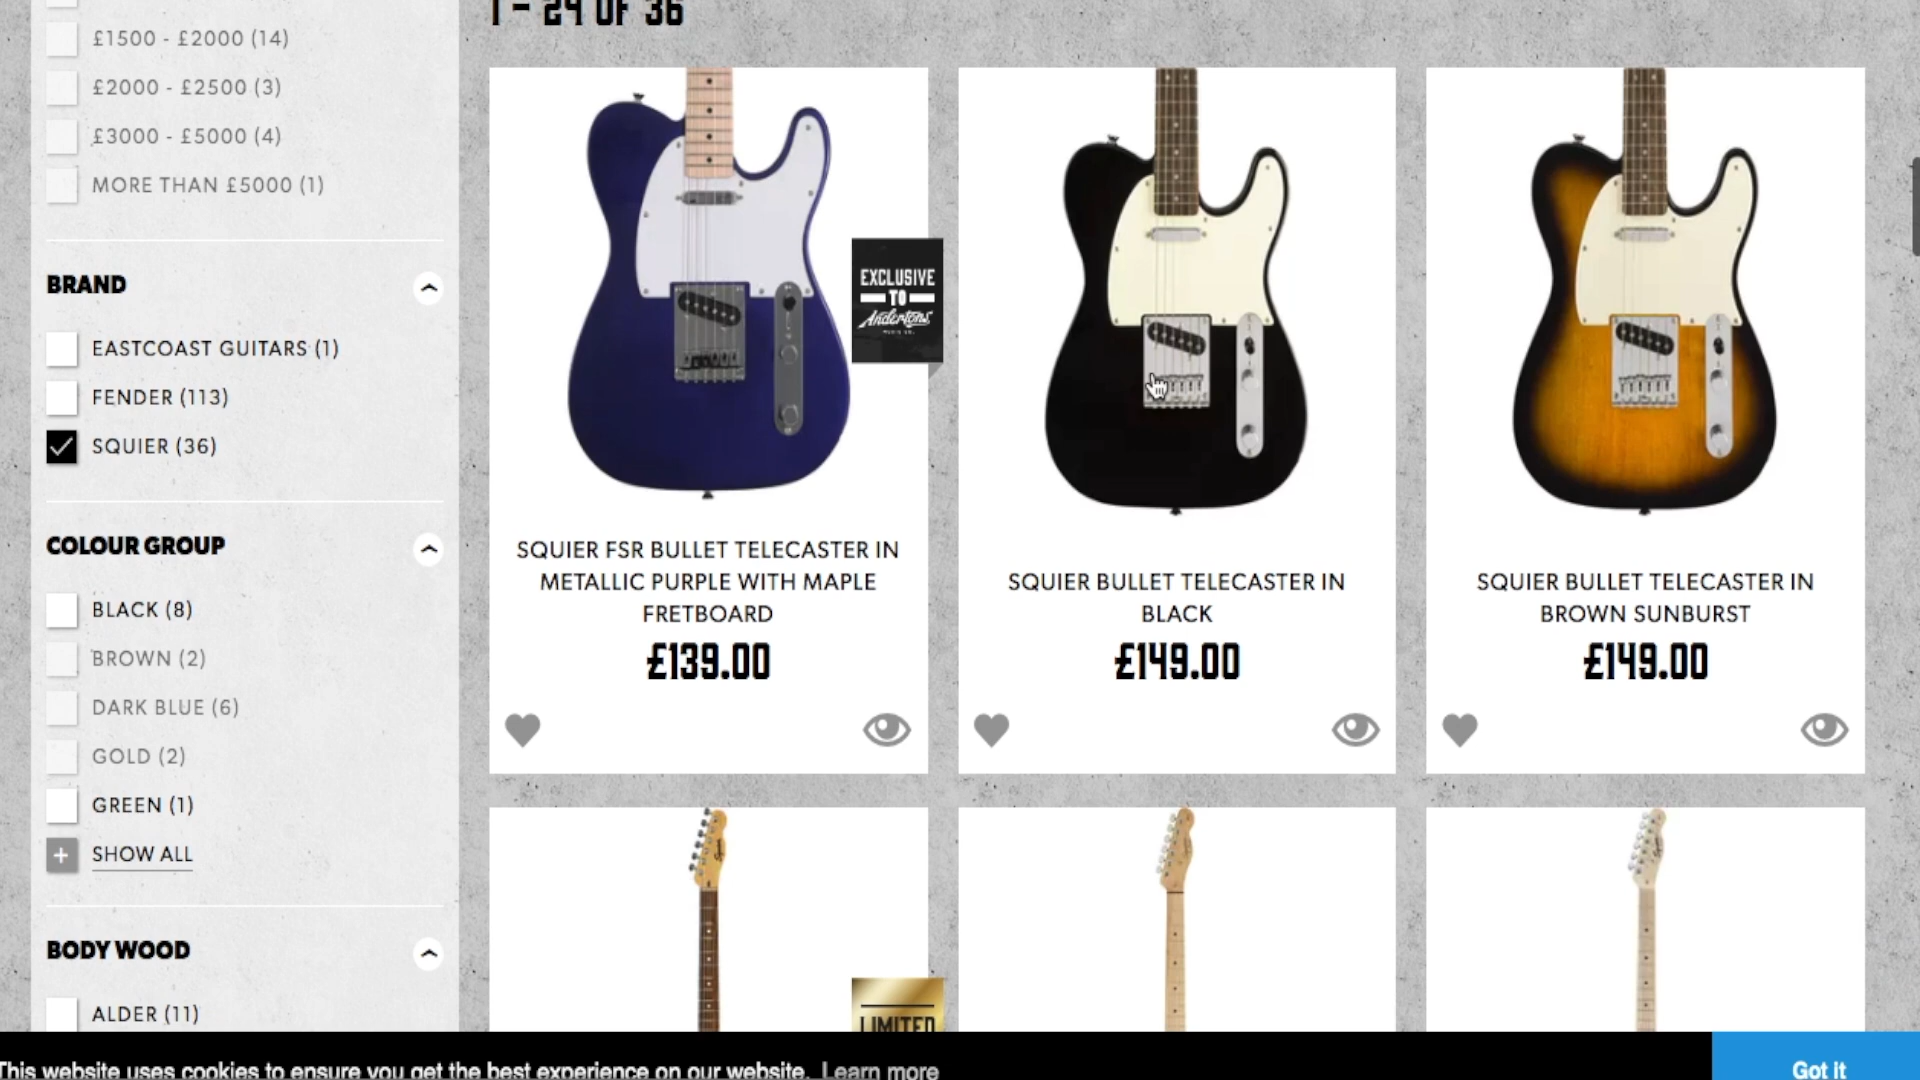 1 - 24 OF 36
£1500 - £2000 (14)
£2000 - £2500 (3)
£3000 - £5000 (4)
MORE THAN £5000 (1)
BRAND
EASTCOAST GUITARS (1)
FENDER (113)
SQUIER (36)
COLOUR GROUP
BLACK (8)
BROWN (2)
DARK BLUE (6)
GOLD (2)
GREEN (1)
+ SHOW ALL
BODY WOOD
ALDER (11)
EXCLUSIVE
TO
Andertons
MUSIC CO.
SQUIER FSR BULLET TELECASTER IN
METALLIC PURPLE WITH MAPLE
FRETBOARD
£139.00
SQUIER BULLET TELECASTER IN
BLACK
£149.00
SQUIER BULLET TELECASTER IN
BROWN SUNBURST
£149.00
LIMITED
This website uses cookies to ensure you get the best experience on our website. Learn more
Got it